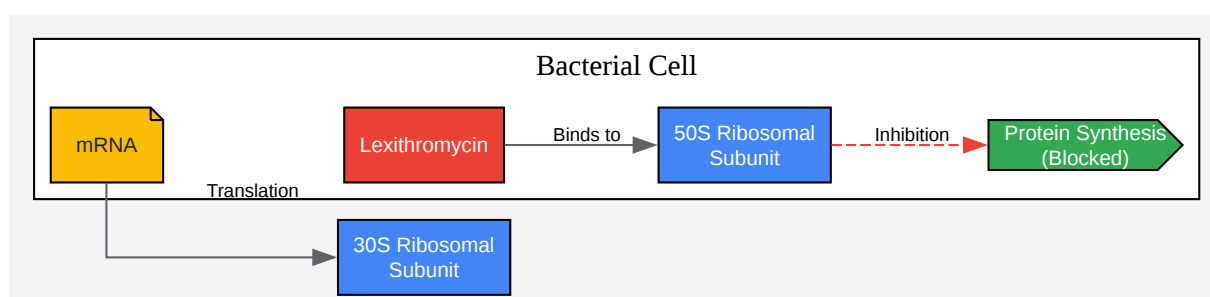 Bacterial Cell
mRNA
Lexithromycin
Binds to
50S Ribosomal
Subunit
Inhibition
Protein Synthesis
(Blocked)
Translation
30S Ribosomal
Subunit